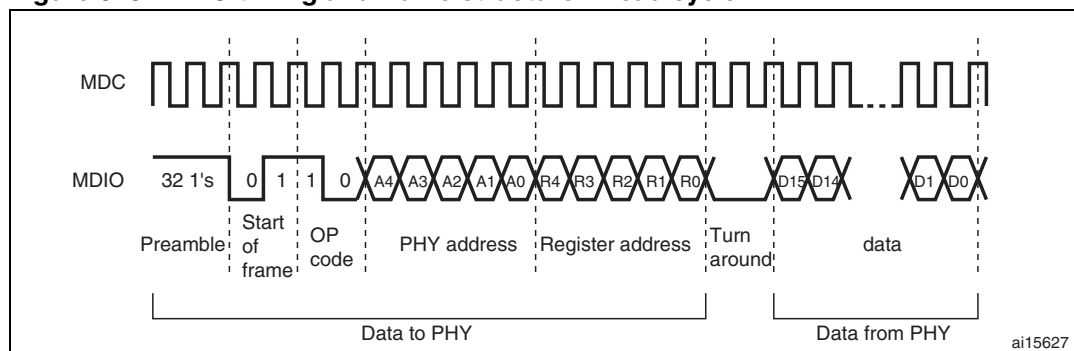 MDC
MDIO
32 1's 0 1 1 0 A4 A3 A2 A1 A0 R4 R3 R2 R1 R0 D15 D14 D1 D0
Preamble
Start
of
frame
OP
code
PHY address
Register address
Turn
around
data
Data to PHY
Data from PHY
ai15627